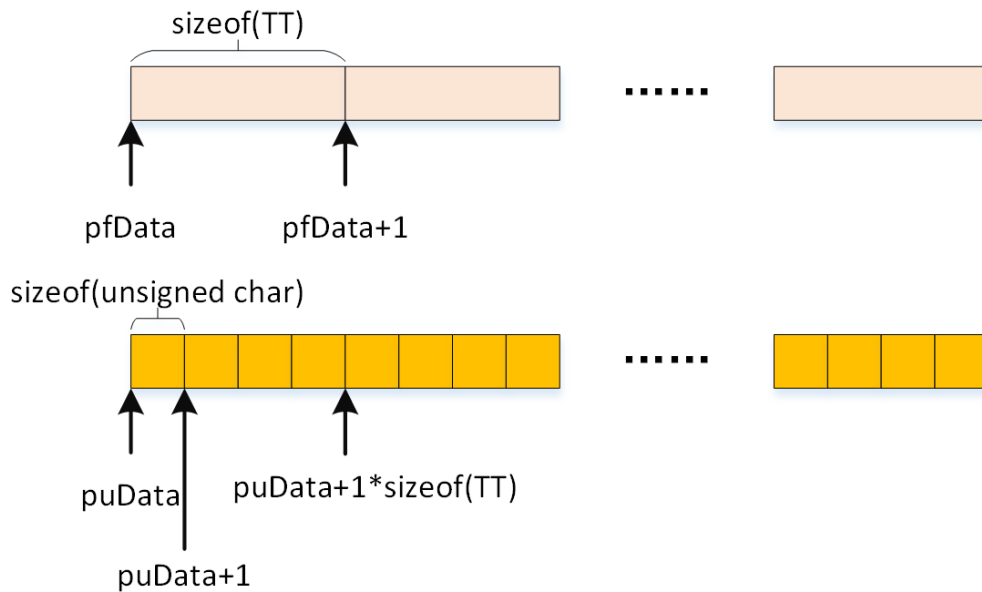 sizeof(TT)
......
pfData
pfData+1
sizeof(unsigned char)
......
puData
puData+1*sizeof(TT)
puData+1